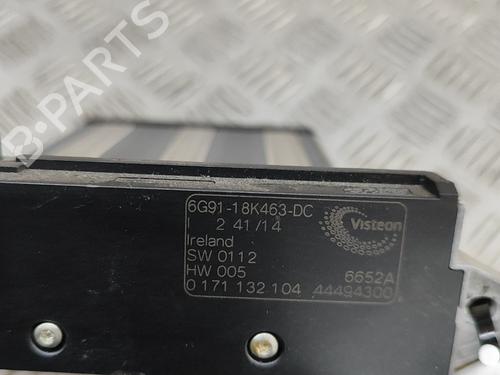 B-PARTS
6G91-18K463-DC
I 2 41/14
Visteon
Ireland
SW 0112
HW 005 6652A
0 171 132 104 44494300